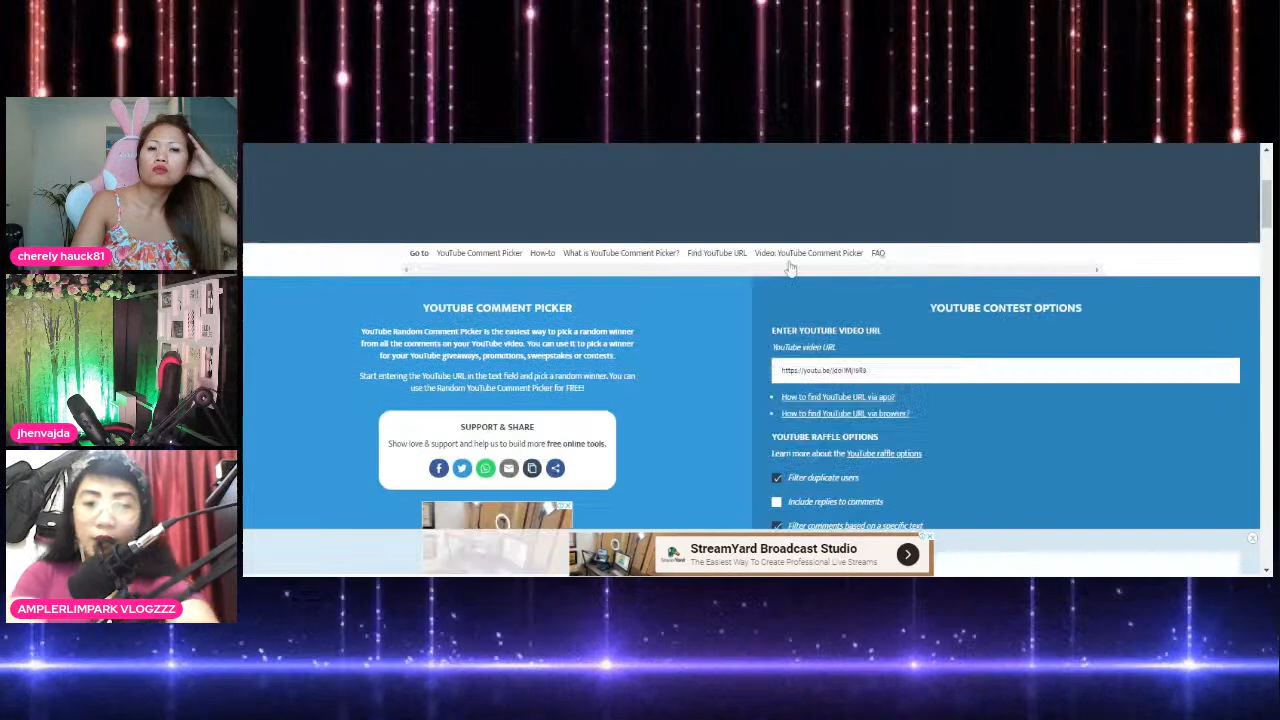 cherely hauck81
jhenvajda
AMPLERLIMPARK VLOGZZZ
Go to YouTube Comment Picker How-to What is YouTube Comment Picker? Find YouTube URL Video: YouTube Comment Picker FAQ
YOUTUBE COMMENT PICKER
YouTube Random Comment Picker is the easiest way to pick a random winner
from all the comments on your YouTube video. You can use it to pick a winner
for your YouTube giveaways, promotions, sweepstakes or contests.
Start entering the YouTube URL in the text field and pick a random winner. You can
use the Random YouTube Comment Picker for FREE!
SUPPORT & SHARE
Show love & support and help us to build more free online tools.
YOUTUBE CONTEST OPTIONS
ENTER YOUTUBE VIDEO URL
YouTube video URL
How to find YouTube URL via app?
How to find YouTube URL via browser?
YOUTUBE RAFFLE OPTIONS
Learn more about the YouTube raffle options
Filter duplicate users
Include replies to comments
Filter comments based on a specific text
StreamYard Broadcast Studio
The Easiest Way To Create Professional Live Streams